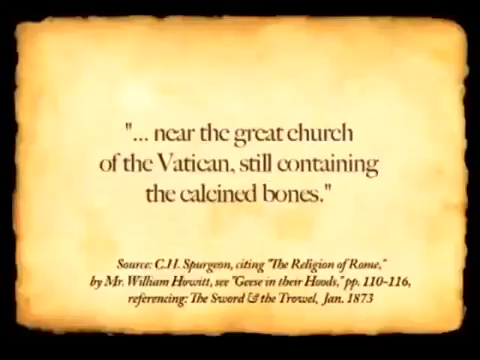 "... near the great church
of the Vatican, still containing
the calcined bones."
Source: C.H. Spurgeon, citing "The Religion of Rome,"
by Mr. William Howitt, see "Geese in their Hoods," pp. 110-116,
referencing: The Sword & the Trowel, Jan. 1873